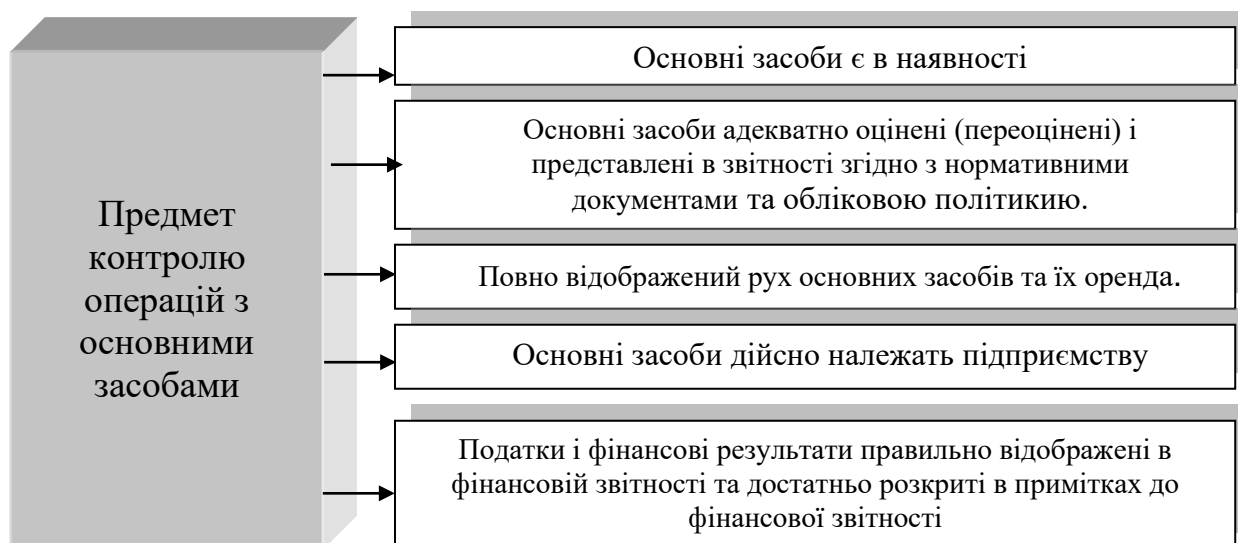 Предмет
контролю
операцій з
основними
засобами
Основні засоби є в наявності
Основні засоби адекватно оцінені (переоцінені) і
представлені в звітності згідно з нормативними
документами та обліковою політикию.
Повно відображений рух основних засобів та їх оренда.
Основні засоби дійсно належать підприємству
Податки і фінансові результати правильно відображені в
фінансовій звітності та достатньо розкриті в примітках до
фінансової звітності